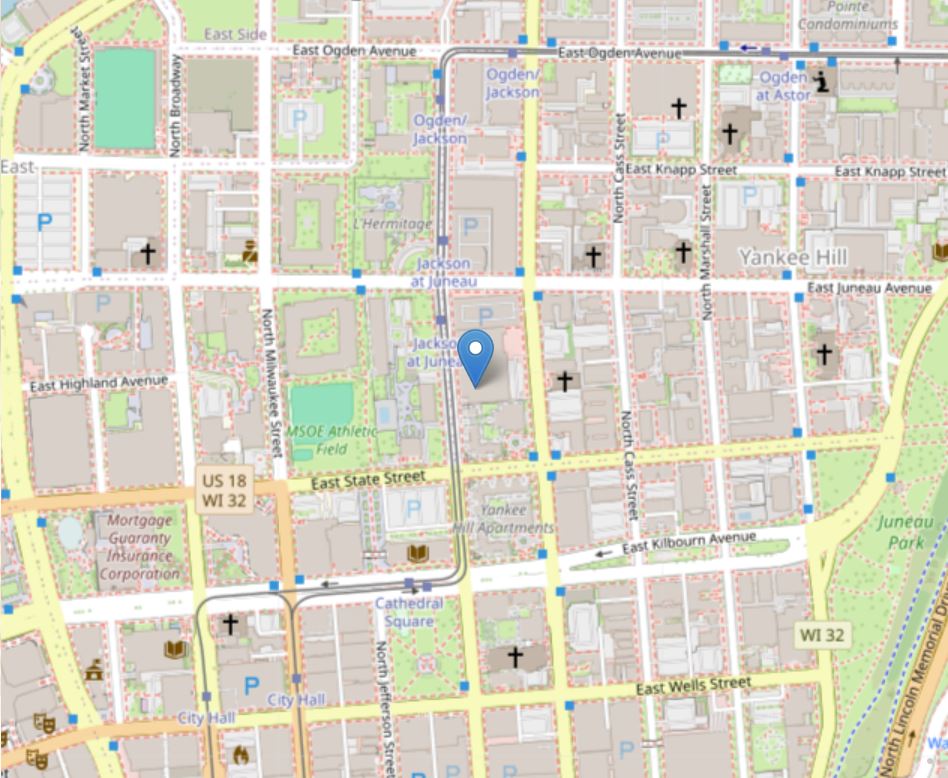 Pointe
Condominiums
East Side
East Ogden Avenue
East Ogden Avenue
North Market Street
North Broadway
Ogden/
Jackson
Ogden
at Astor
P
Ogden/
Jackson
P
North Cass Street
East
East Knapp Street
East Knapp Street
P
P
L'Hermitage
P
North Marshall Street
Yankee Hill
Jackson
at Juneau
East Juneau Avenue
P
P
North Milwaukee Street
Jackso
at Junea
East Highland Avenue
MSOE Athletic
Field
North Cass Street
US 18
WI 32
East State Street
P
Yankee
Hill Apartments
Mortgage
Guaranty
Insurance
Corporation
Juneau
Park
East Kilbourn Avenue
Cathedral
Square
WI 32
North Jefferson Street
P
City Hall
City Hall
East Wells Street
P
P
P
North Lincoln Memorial
Wa